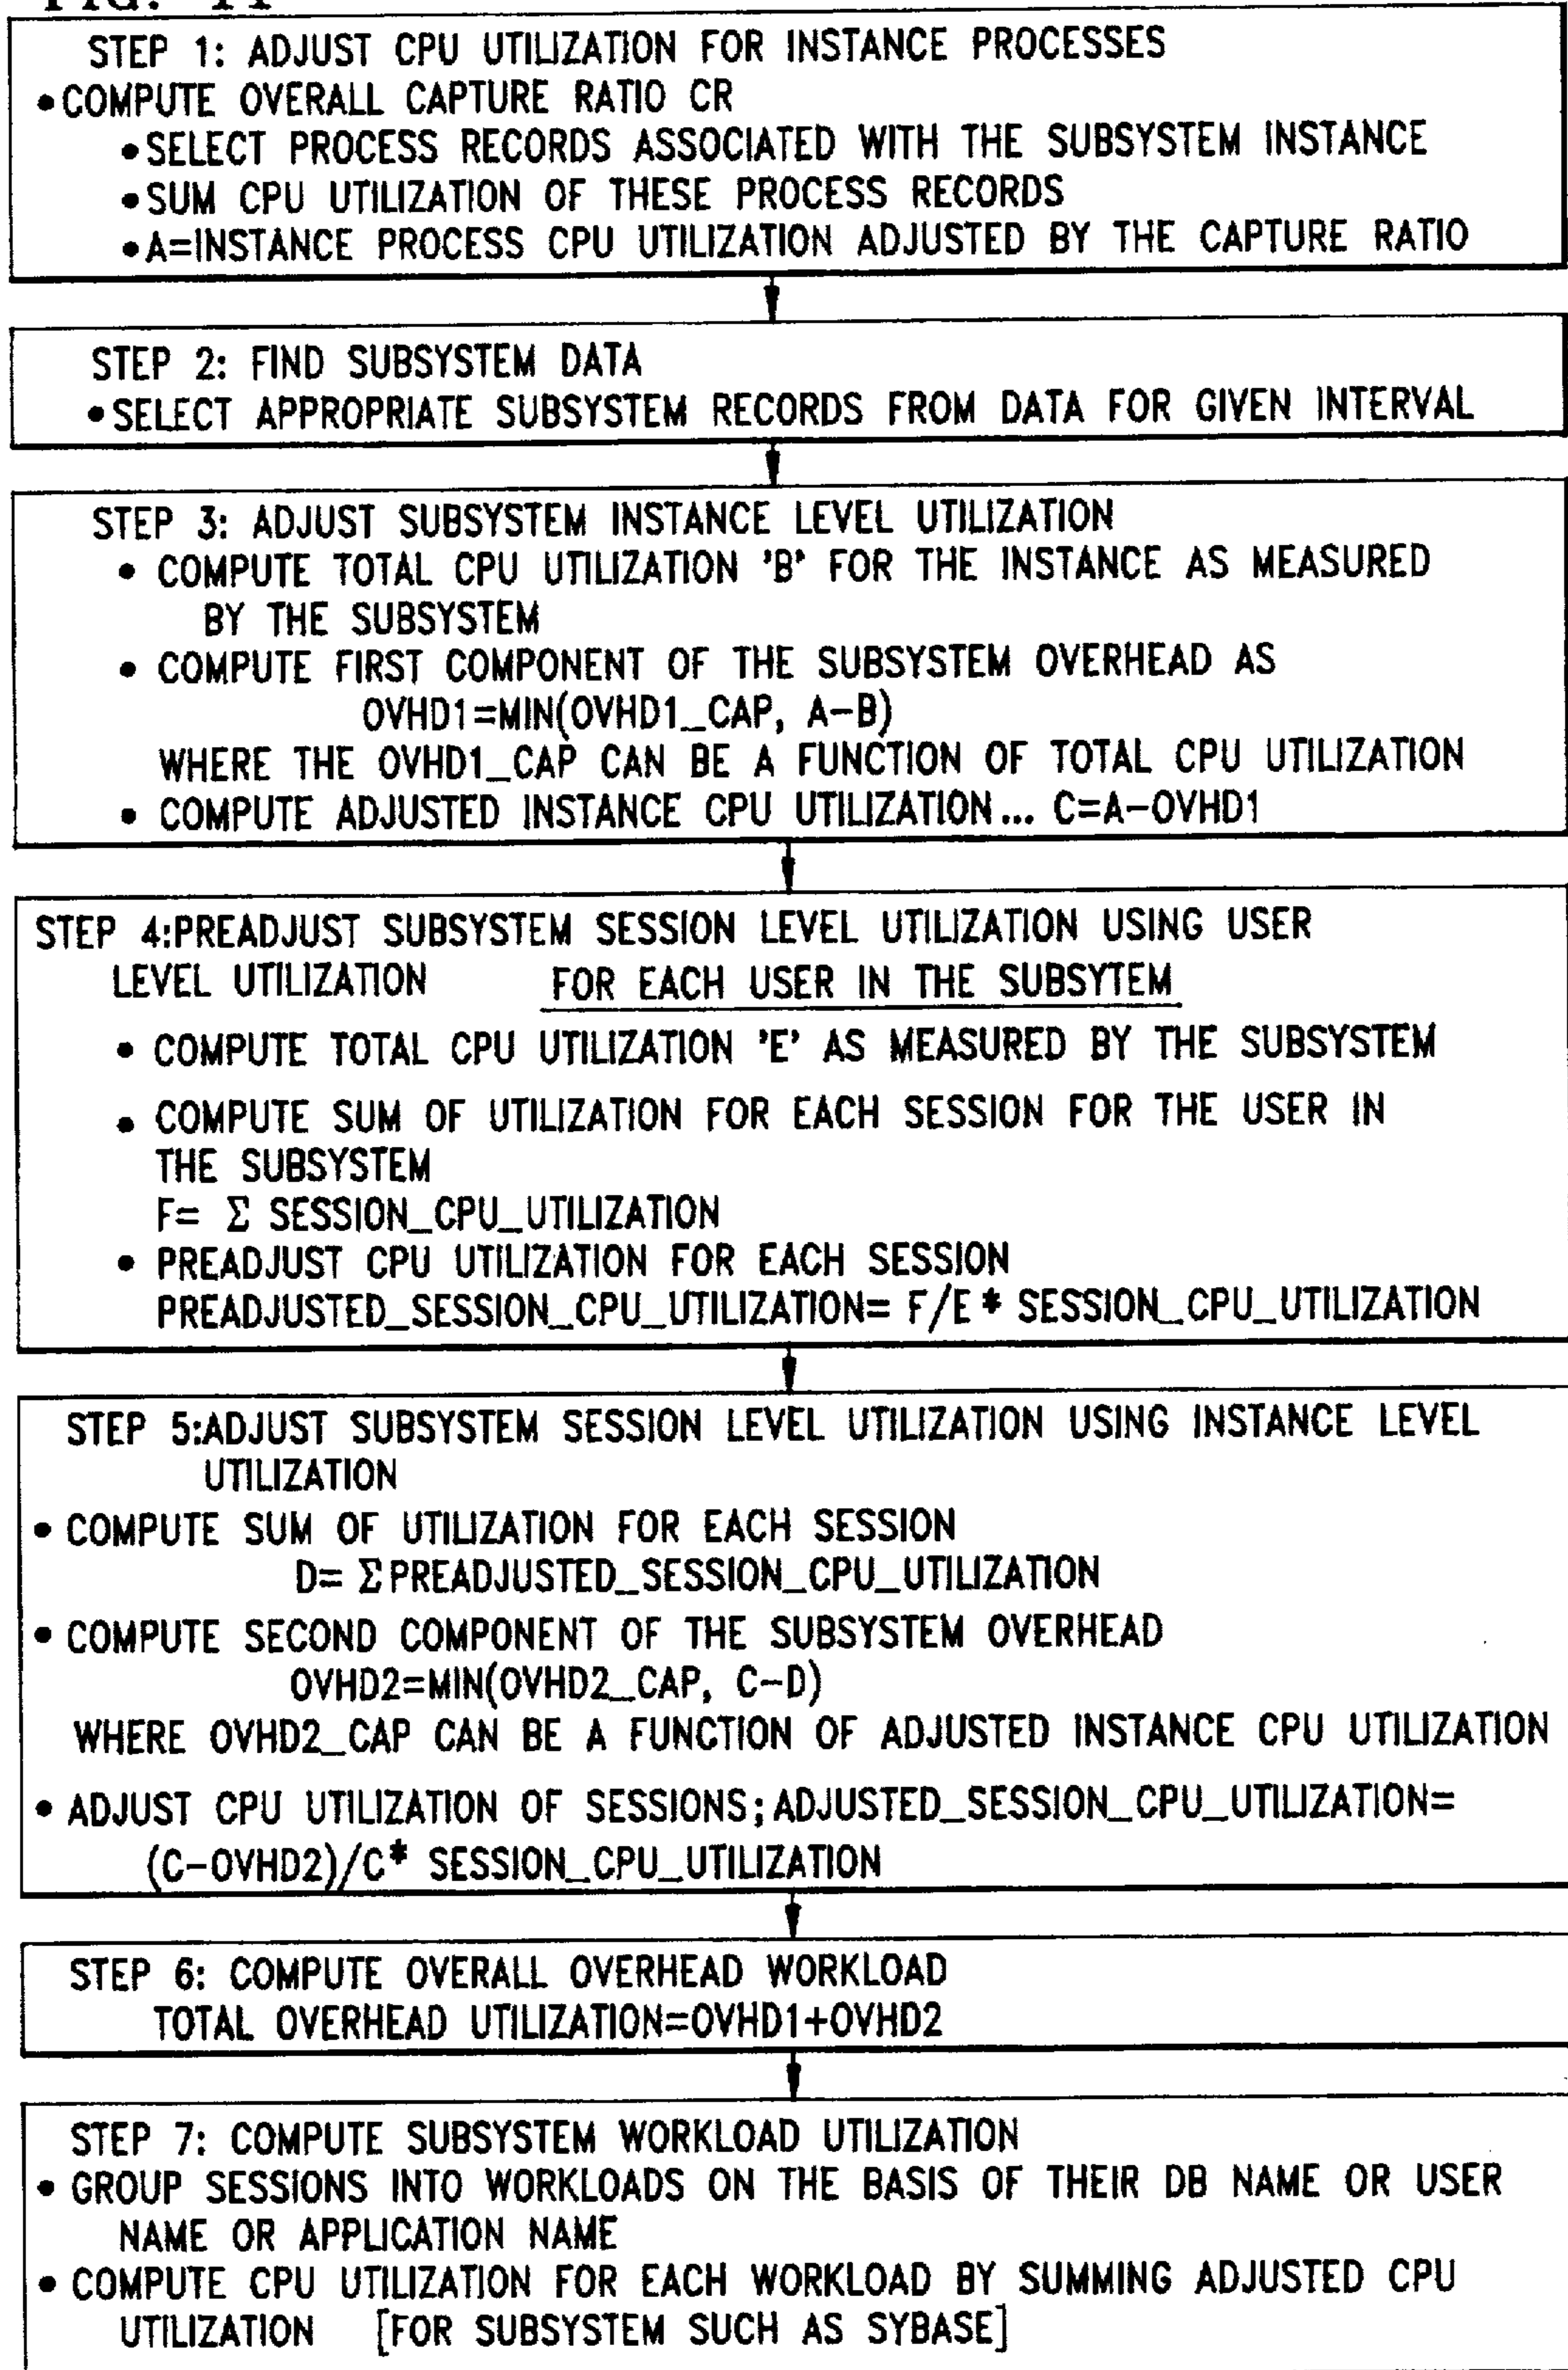 FIG. 11
STEP 1: ADJUST CPU UTILIZATION FOR INSTANCE PROCESSES
•COMPUTE OVERALL CAPTURE RATIO CR
•SELECT PROCESS RECORDS ASSOCIATED WITH THE SUBSYSTEM INSTANCE
•SUM CPU UTILIZATION OF THESE PROCESS RECORDS
•A=INSTANCE PROCESS CPU UTILIZATION ADJUSTED BY THE CAPTURE RATIO
STEP 2: FIND SUBSYSTEM DATA
•SELECT APPROPRIATE SUBSYSTEM RECORDS FROM DATA FOR GIVEN INTERVAL
STEP 3: ADJUST SUBSYSTEM INSTANCE LEVEL UTILIZATION
• COMPUTE TOTAL CPU UTILIZATION 'B' FOR THE INSTANCE AS MEASURED
BY THE SUBSYSTEM
• COMPUTE FIRST COMPONENT OF THE SUBSYSTEM OVERHEAD AS
OVHD1=MIN(OVHD1_CAP, A-B)
WHERE THE OVHD1_CAP CAN BE A FUNCTION OF TOTAL CPU UTILIZATION
• COMPUTE ADJUSTED INSTANCE CPU UTILIZATION... C=A-OVHD1
STEP 4:PREADJUST SUBSYSTEM SESSION LEVEL UTILIZATION USING USER
LEVEL UTILIZATION FOR EACH USER IN THE SUBSYTEM
• COMPUTE TOTAL CPU UTILIZATION 'E' AS MEASURED BY THE SUBSYSTEM
• COMPUTE SUM OF UTILIZATION FOR EACH SESSION FOR THE USER IN
THE SUBSYSTEM
F= Σ SESSION_CPU_UTILIZATION
• PREADJUST CPU UTILIZATION FOR EACH SESSION
PREADJUSTED_SESSION_CPU_UTILIZATION= F/E* SESSION_CPU_UTILIZATION
STEP 5:ADJUST SUBSYSTEM SESSION LEVEL UTILIZATION USING INSTANCE LEVEL
UTILIZATION
• COMPUTE SUM OF UTILIZATION FOR EACH SESSION
D= ΣPREADJUSTED_SESSION_CPU_UTILIZATION
• COMPUTE SECOND COMPONENT OF THE SUBSYSTEM OVERHEAD
OVHD2=MIN(OVHD2_CAP, C-D)
WHERE OVHD2_CAP CAN BE A FUNCTION OF ADJUSTED INSTANCE CPU UTILIZATION
• ADJUST CPU UTILIZATION OF SESSIONS; ADJUSTED_SESSION_CPU_UTILIZATION=
(C-OVHD2)/C* SESSION_CPU_UTILIZATION
STEP 6: COMPUTE OVERALL OVERHEAD WORKLOAD
TOTAL OVERHEAD UTILIZATION=OVHD1+OVHD2
STEP 7: COMPUTE SUBSYSTEM WORKLOAD UTILIZATION
• GROUP SESSIONS INTO WORKLOADS ON THE BASIS OF THEIR DB NAME OR USER
NAME OR APPLICATION NAME
• COMPUTE CPU UTILIZATION FOR EACH WORKLOAD BY SUMMING ADJUSTED CPU
UTILIZATION [FOR SUBSYSTEM SUCH AS SYBASE]